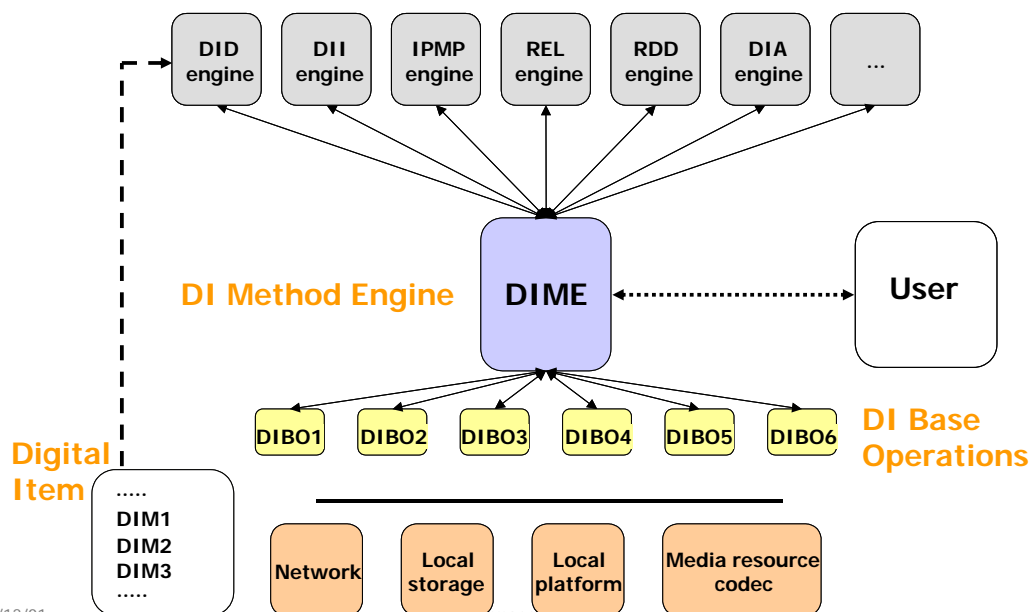 DID
engine
DII
engine
IPMP
engine
REL
engine
RDD
engine
DIA
engine
...
DI Method Engine
DIME
User
DIBO1
DIBO2
DIBO3
DIBO4
DIBO5
DIBO6
DI Base
Operations
Digital
Item
.....
DIM1
DIM2
DIM3
.....
Network
Local
storage
Local
platform
Media resource
codec